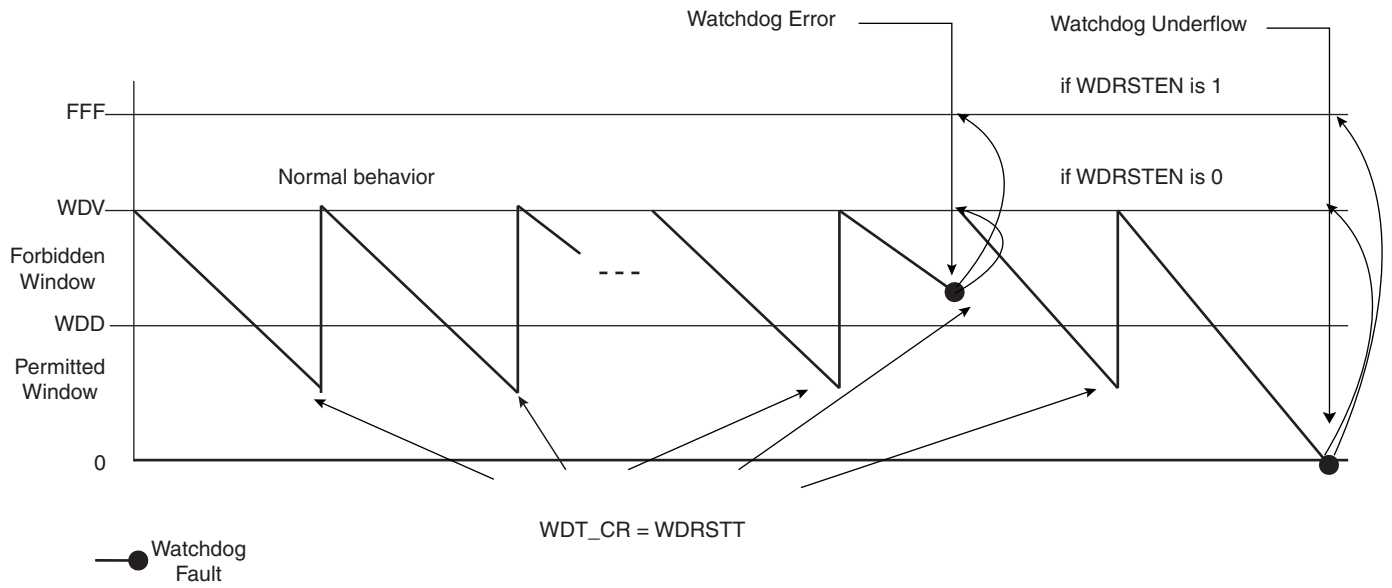 Watchdog Error
Watchdog Underflow
if WDRSTEN is 1
FFF
Normal behavior
if WDRSTEN is 0
WDV
Forbidden
Window
WDD
Permitted
Window
0
WDT_CR = WDRSTT
Watchdog
Fault